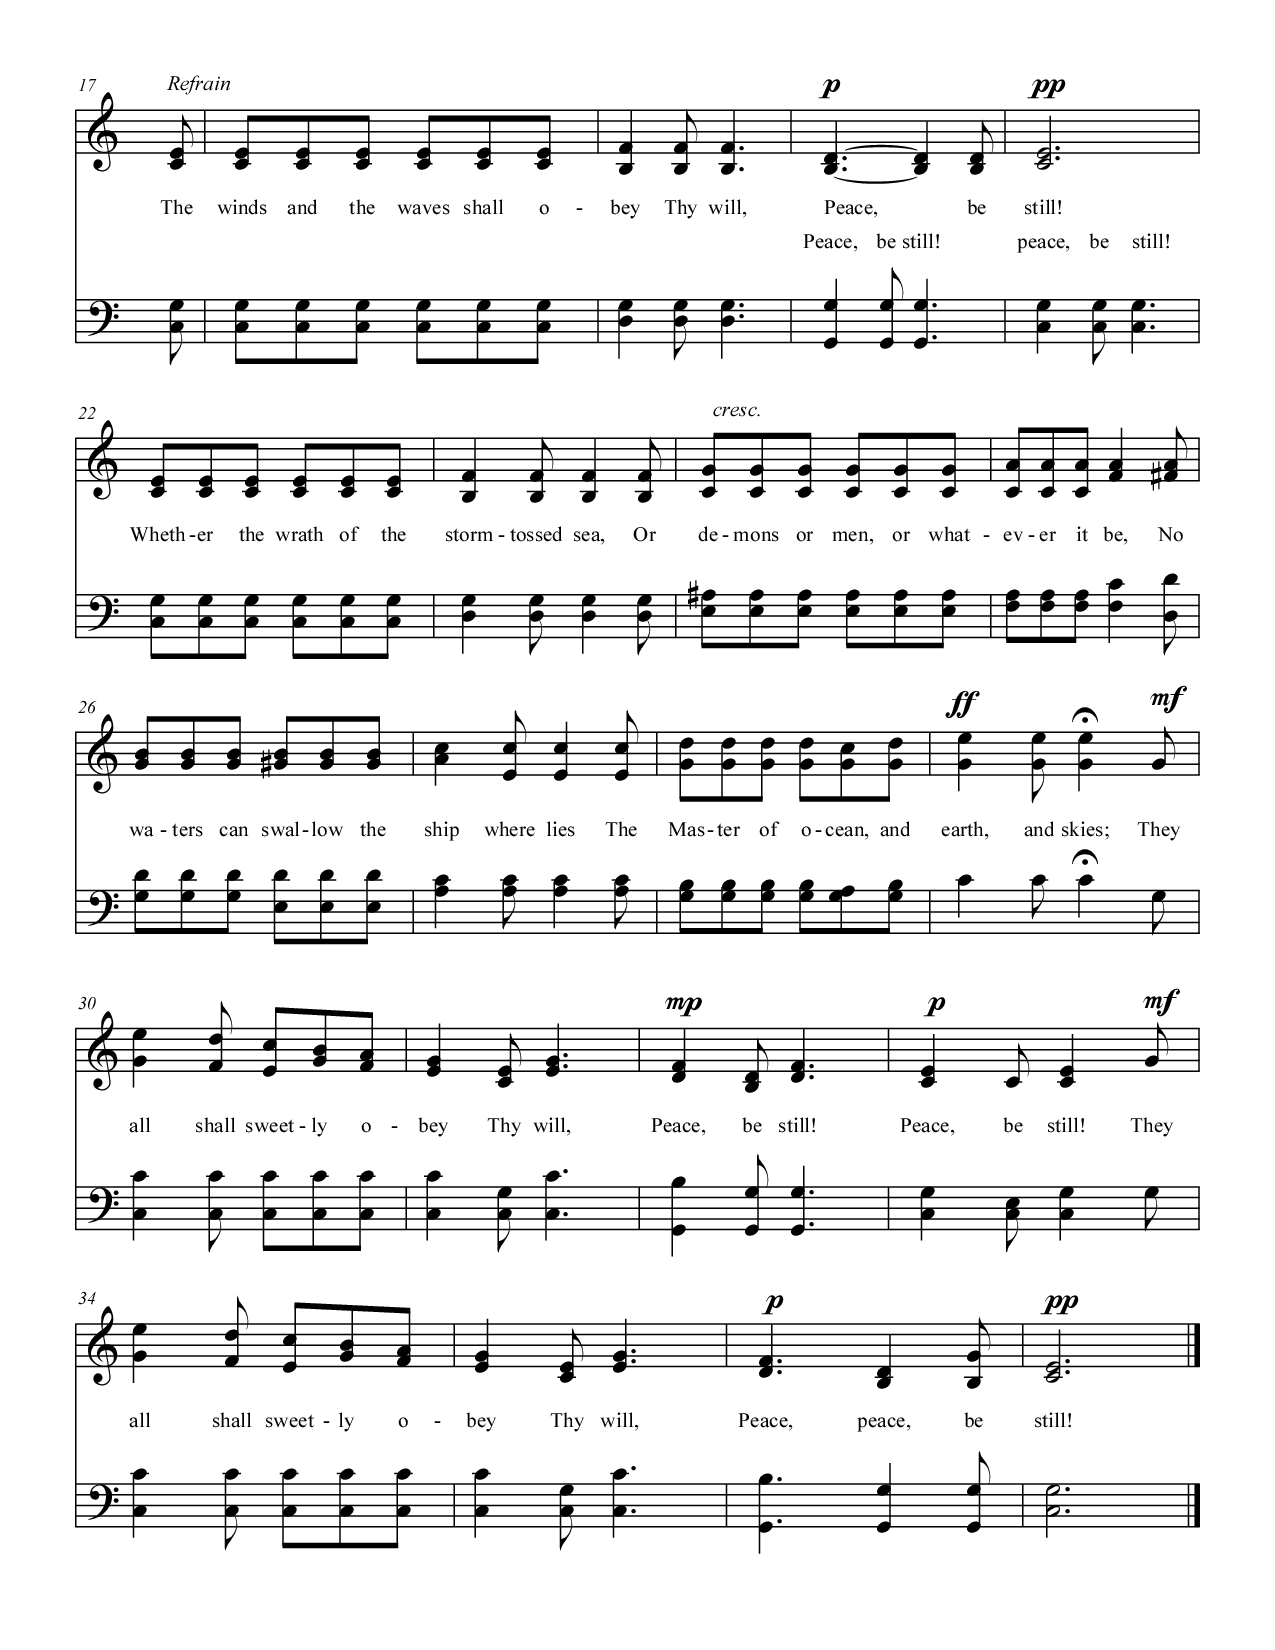 17 Refrain p pp
The winds and the waves shall o - bey Thy will, Peace, be still!
Peace, be still! peace, be still!
22 cresc.
Wheth - er the wrath of the storm - tossed sea, Or de - mons or men, or what - ev - er it be, No
26 ff mf
wa - ters can swal - low the ship where lies The Mas - ter of o - cean, and earth, and skies; They
30 mp p mf
all shall sweet - ly o - bey Thy will, Peace, be still! Peace, be still! They
34 p pp
all shall sweet - ly o - bey Thy will, Peace, peace, be still!